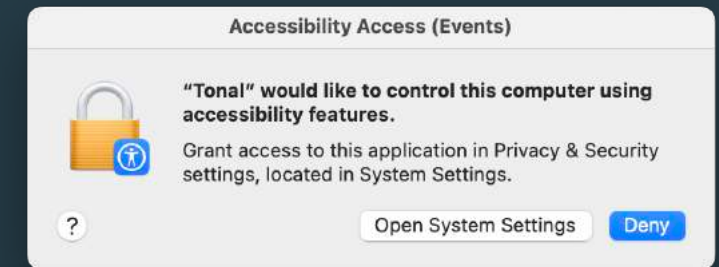 Accessibility Access (Events)
“Tonal” would like to control this computer using
accessibility features.
Grant access to this application in Privacy & Security
settings, located in System Settings.
? Open System Settings Deny